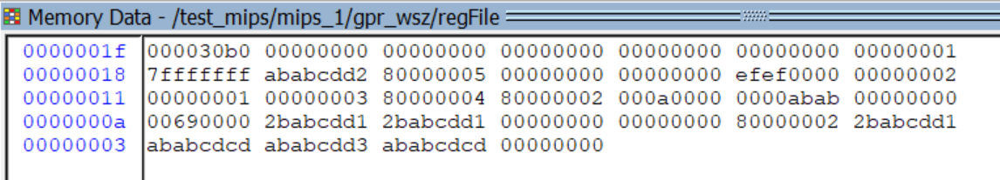 Memory Data - /test_mips/mips_1/gpr_wsz/regFile
0000001f 000030b0 00000000 00000000 00000000 00000000 00000000 00000001
00000018 7fffffff ababcdd2 80000005 00000000 00000000 efef0000 00000002
00000011 00000001 00000003 80000004 80000002 000a0000 0000abab 00000000
0000000a 00690000 2babcdd1 2babcdd1 00000000 00000000 80000002 2babcdd1
00000003 ababcdcd ababcdd3 ababcdcd 00000000